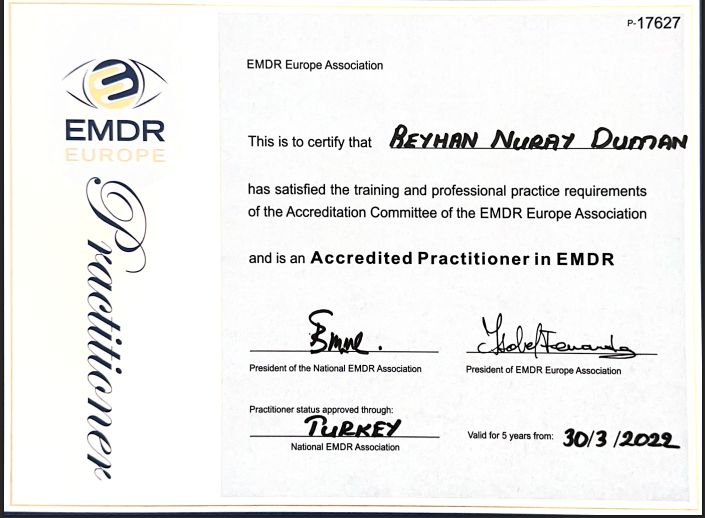 P-17627
EMDR
EUROPE
Practitioner
EMDR Europe Association
This is to certify that REYHAN NURAY DUMAN
has satisfied the training and professional practice requirements
of the Accreditation Committee of the EMDR Europe Association
and is an Accredited Practitioner in EMDR
President of the National EMDR Association
President of EMDR Europe Association
Practitioner status approved through:
TURKEY
National EMDR Association
Valid for 5 years from: 30/3/2022